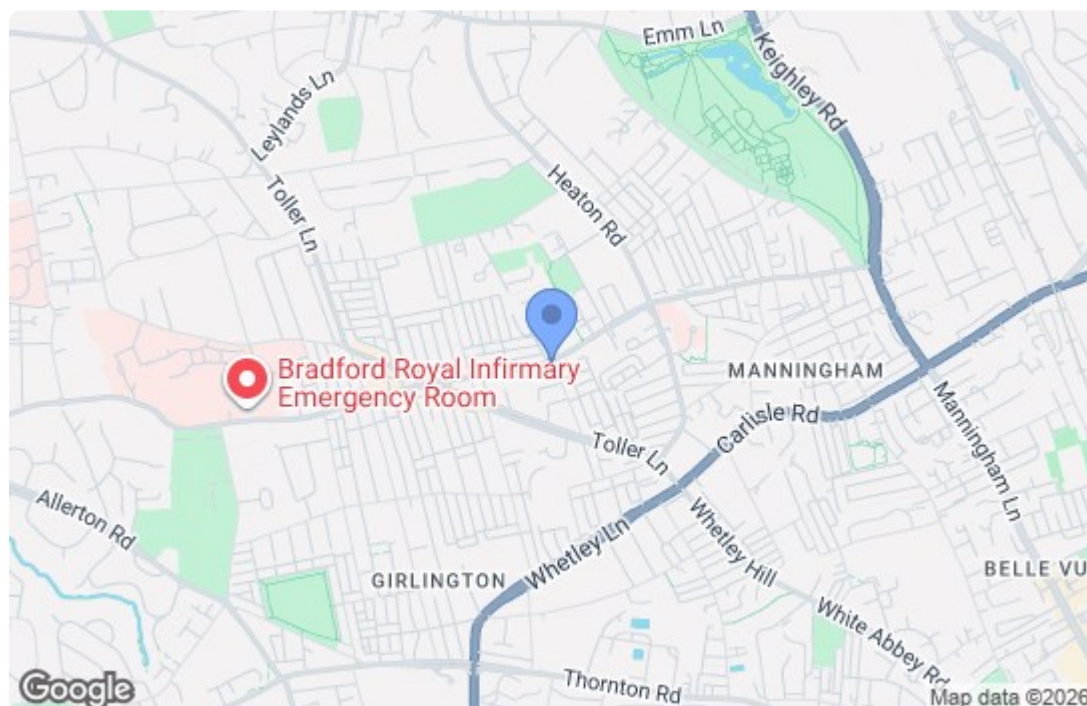 Emm Ln
Keighley Rd
Leylands Ln
Heaton Rd
Toller Ln
Bradford Royal Infirmary
Emergency Room
MANNINGHAM
Carlisle Rd
Toller Ln
Manningham Ln
Allerton Rd
Whetley Ln
Whetley Hill
GIRLINGTON
BELLE VU
White Abbey Rd
Thornton Rd
Google
Map data ©2026